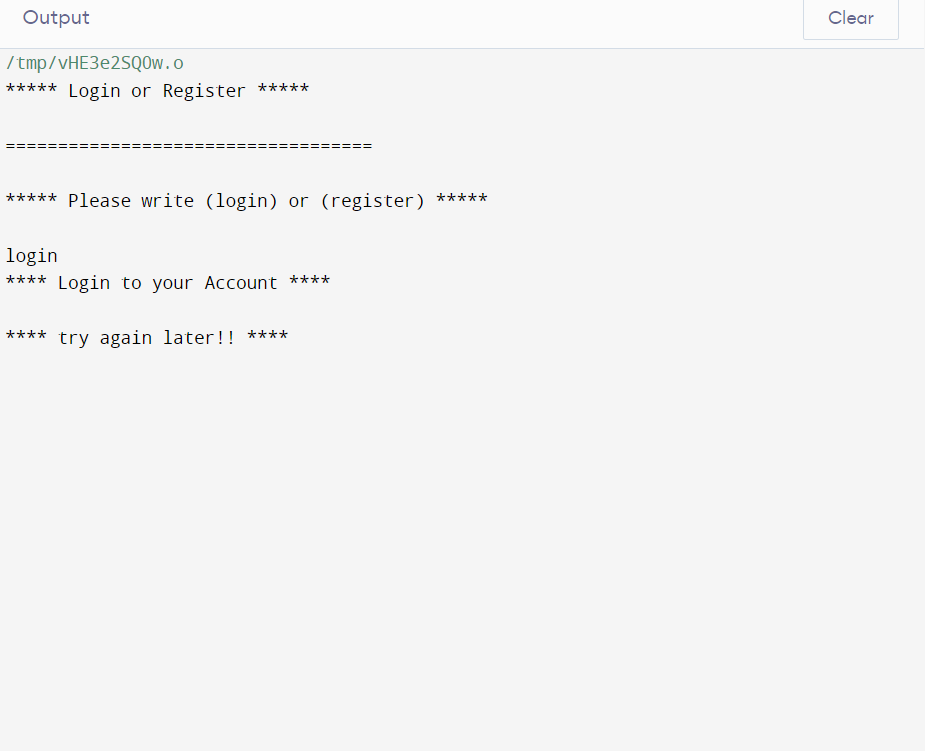 Output
Clear
/tmp/vHE3e2SQOw.o
***** Login or Register *****
===================================
***** Please write (login) or (register) *****
login
**** Login to your Account ****
**** try again later!! ****